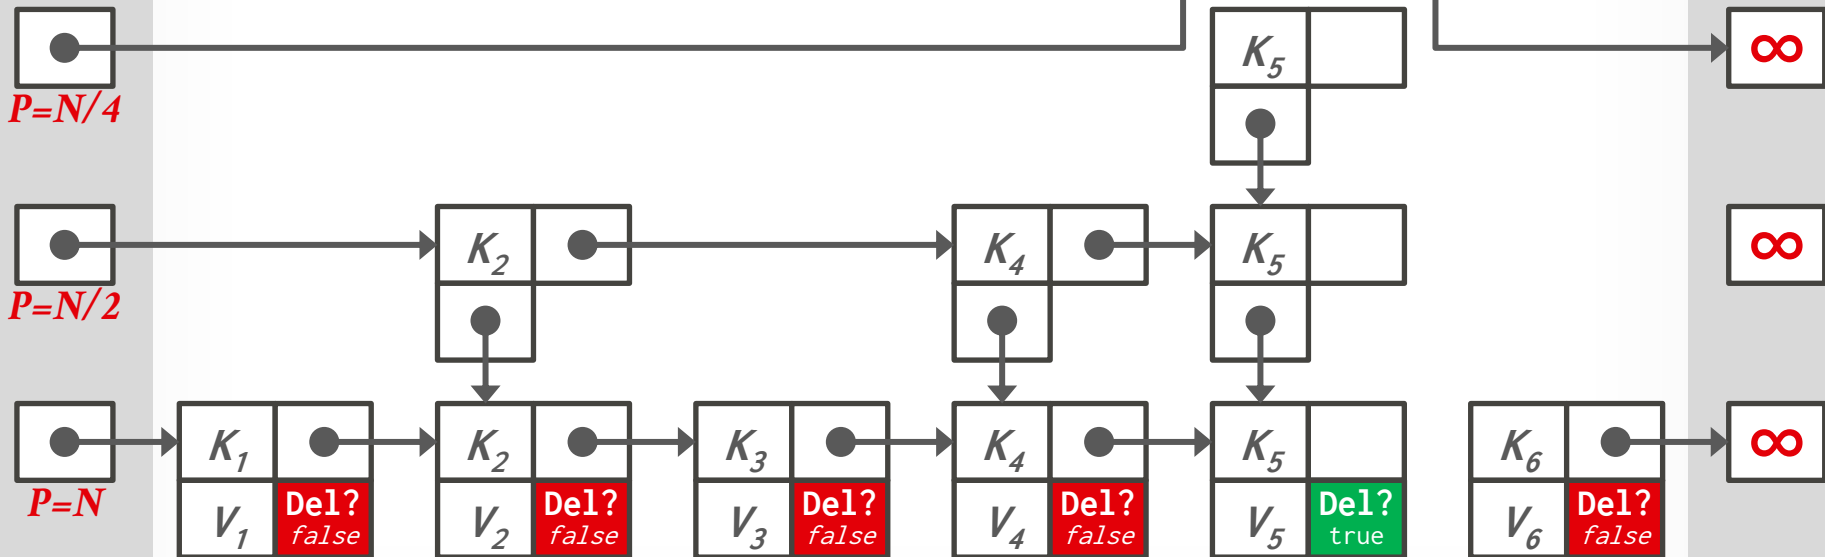 K5 ∞
P=N/4
K2 K4 K5 ∞
P=N/2
K1 K2 K3 K4 K5 K6 ∞
P=N
V1 Del? false V2 Del? false V3 Del? false V4 Del? false V5 Del? true V6 Del? false